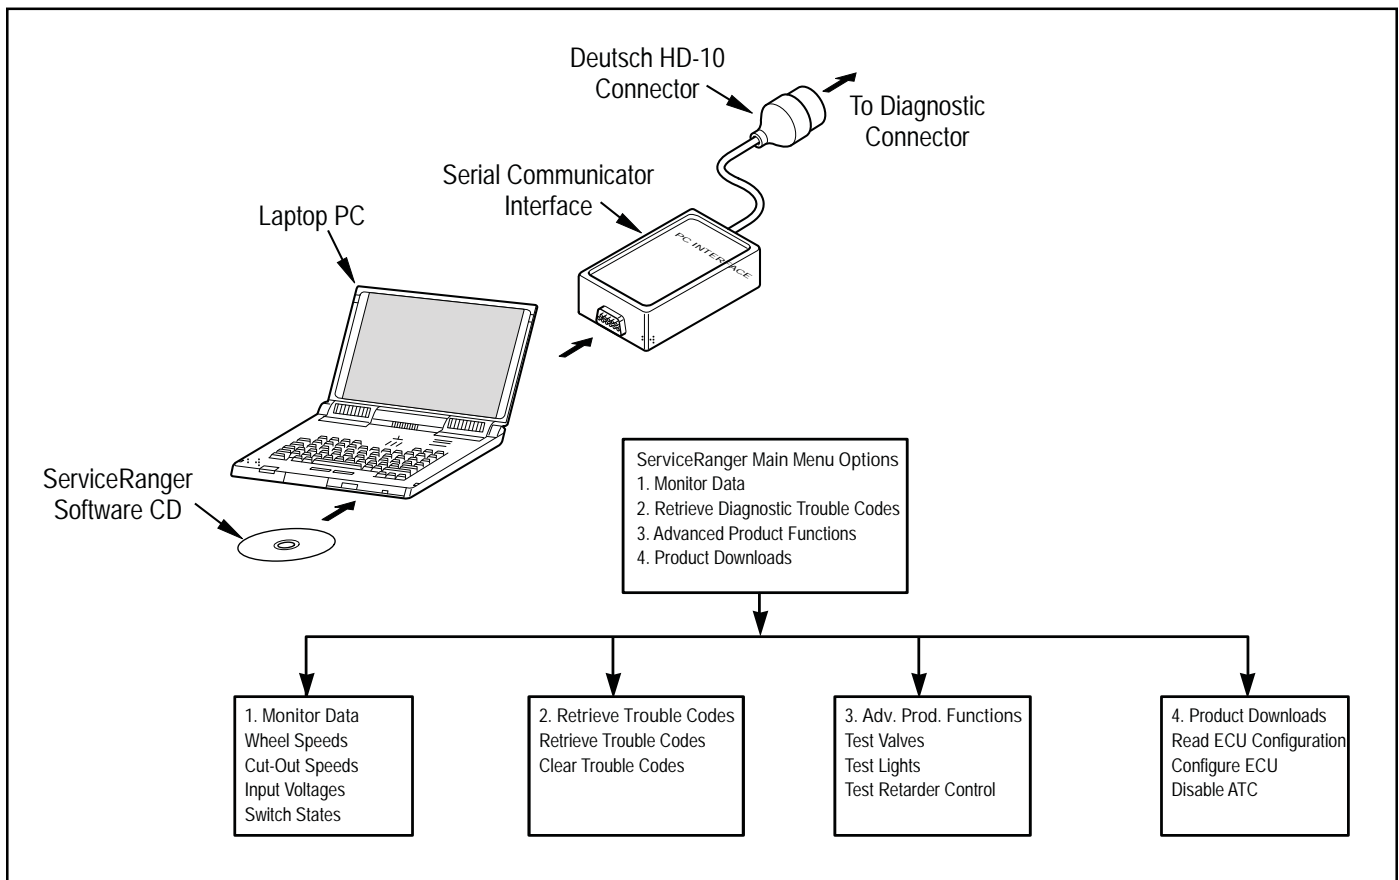 Deutsch HD-10
Connector
To Diagnostic
Connector
Serial Communicator
Interface
Laptop PC
PC INTERFACE
ServiceRanger
Software CD
ServiceRanger Main Menu Options
1. Monitor Data
2. Retrieve Diagnostic Trouble Codes
3. Advanced Product Functions
4. Product Downloads
1. Monitor Data
Wheel Speeds
Cut-Out Speeds
Input Voltages
Switch States
2. Retrieve Trouble Codes
Retrieve Trouble Codes
Clear Trouble Codes
3. Adv. Prod. Functions
Test Valves
Test Lights
Test Retarder Control
4. Product Downloads
Read ECU Configuration
Configure ECU
Disable ATC